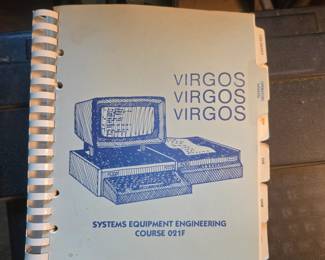 VIRGOS
VIRGOS
VIRGOS
SYSTEMS EQUIPMENT ENGINEERING
COURSE 021F